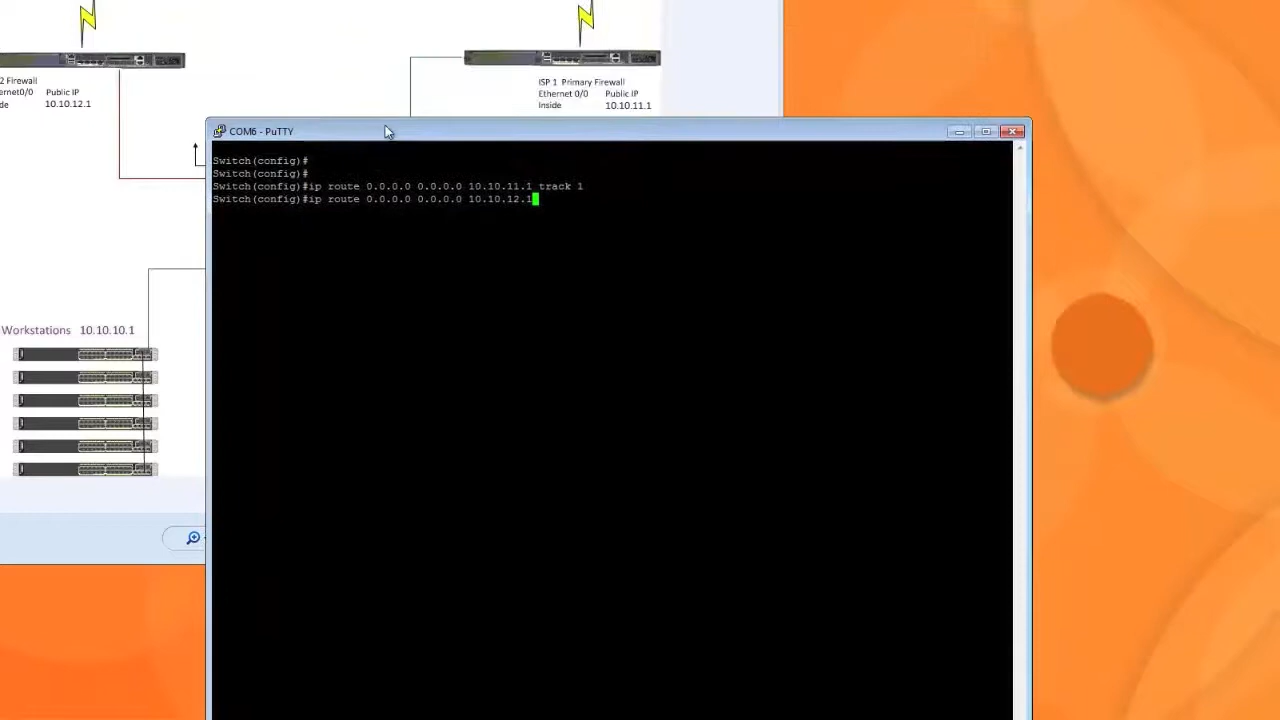 2 Firewall
ernet0/0 Public IP
de 10.10.12.1
ISP 1 Primary Firewall
Ethernet 0/0 Public IP
Inside 10.10.11.1
COM6 - PuTTY
Switch(config)#
Switch(config)#
Switch(config)#ip route 0.0.0.0 0.0.0.0 10.10.11.1 track 1
Switch(config)#ip route 0.0.0.0 0.0.0.0 10.10.12.1
Workstations 10.10.10.1